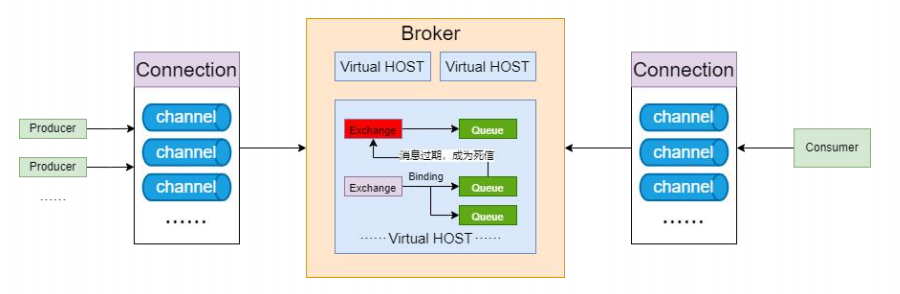 Broker
Virtual HOST
Virtual HOST
Connection
channel
channel
channel
······
Producer
Producer
······
Exchange
Queue
消息过期，成为死信
Binding
Exchange
Queue
Queue
······ Virtual HOST ······
Connection
channel
channel
channel
······
Consumer